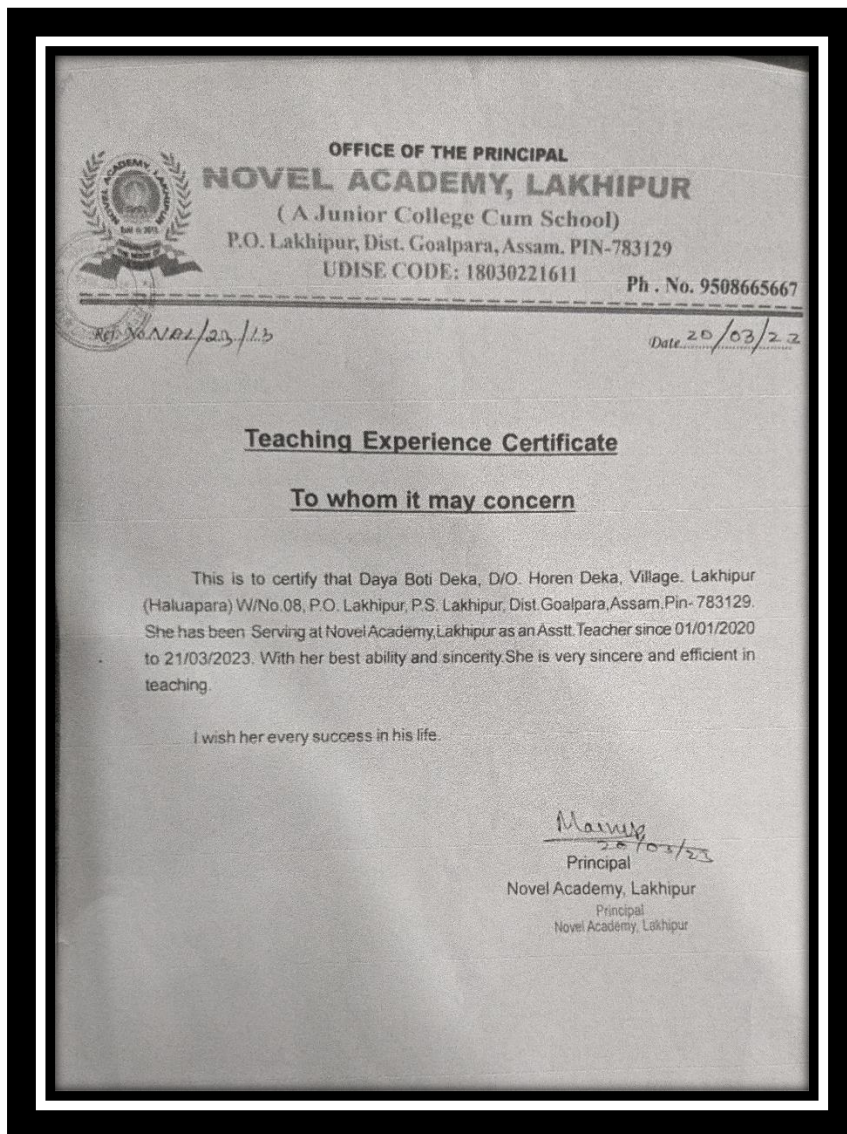 OFFICE OF THE PRINCIPAL
NOVEL ACADEMY, LAKHIPUR
( A Junior College Cum School)
P.O. Lakhipur, Dist. Goalpara, Assam. PIN-783129
UDISE CODE: 18030221611
Ph . No. 9508665667
NOVEL ACADEMY, LAKHIPUR
Ref. No. NAL/23/13
Date 20/03/23
Teaching Experience Certificate
To whom it may concern
This is to certify that Daya Boti Deka, D/O. Horen Deka, Village. Lakhipur
(Haluapara) W/No.08, P.O. Lakhipur, P.S. Lakhipur, Dist.Goalpara,Assam.Pin- 783129.
She has been Serving at Novel Academy,Lakhipur as an Asstt.Teacher since 01/01/2020
to 21/03/2023. With her best ability and sincerity.She is very sincere and efficient in
teaching.
I wish her every success in his life.
20/03/23
Principal
Novel Academy, Lakhipur
Principal
Novel Academy, Lakhipur